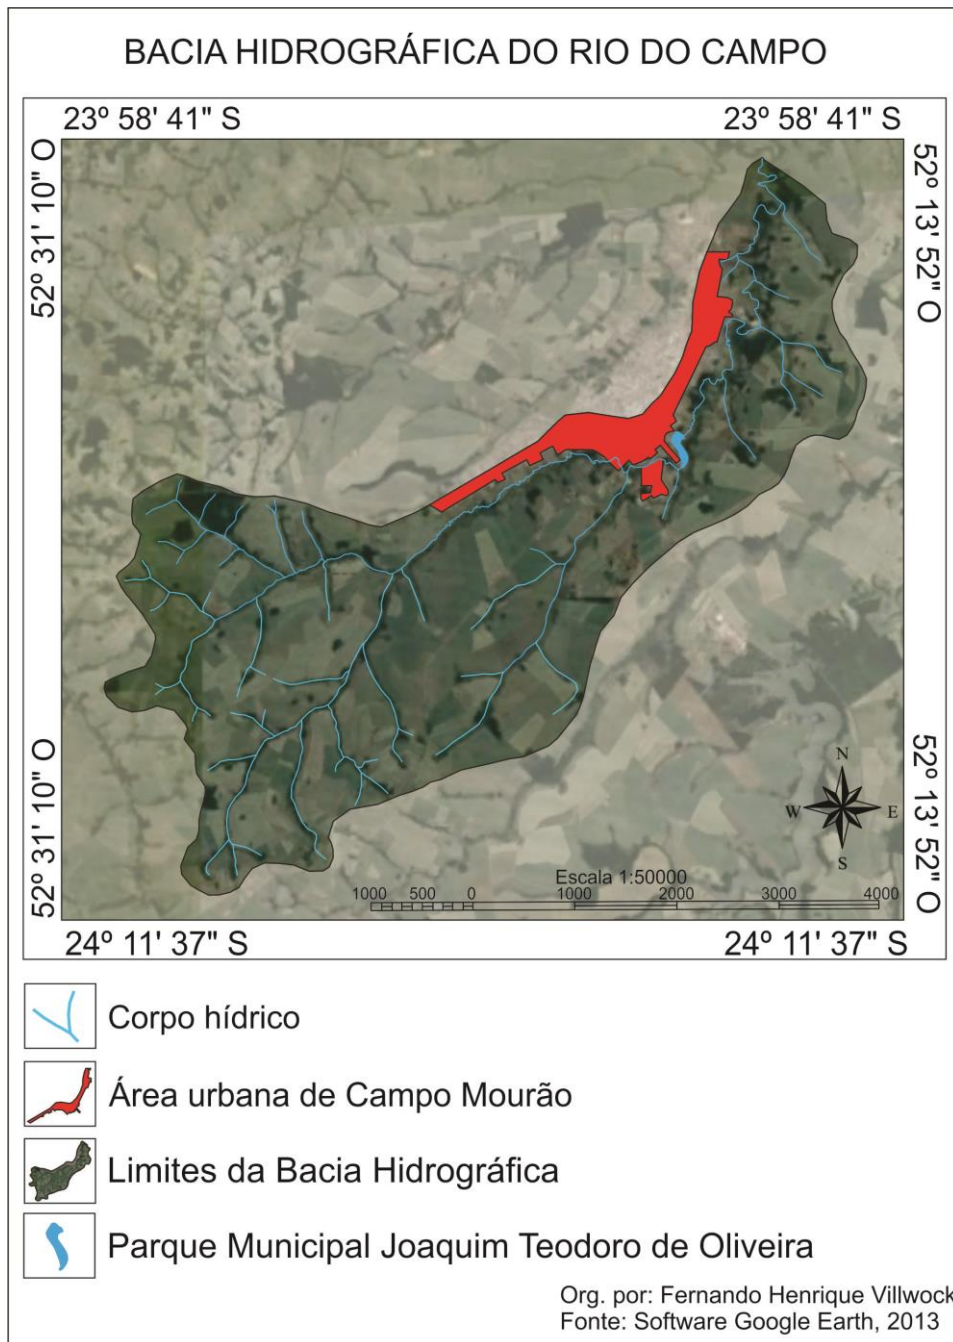 BACIA HIDROGRÁFICA DO RIO DO CAMPO
23º 58' 41" S
23º 58' 41" S
52º 31' 10" O
52º 13' 52" O
52º 31' 10" O
52º 13' 52" O
N
W
E
S
Escala 1:50000
1000 500 0 1000 2000 3000 4000
24º 11' 37" S
24º 11' 37" S
Corpo hídrico
Área urbana de Campo Mourão
Limites da Bacia Hidrográfica
Parque Municipal Joaquim Teodoro de Oliveira
Org. por: Fernando Henrique Villwock
Fonte: Software Google Earth, 2013